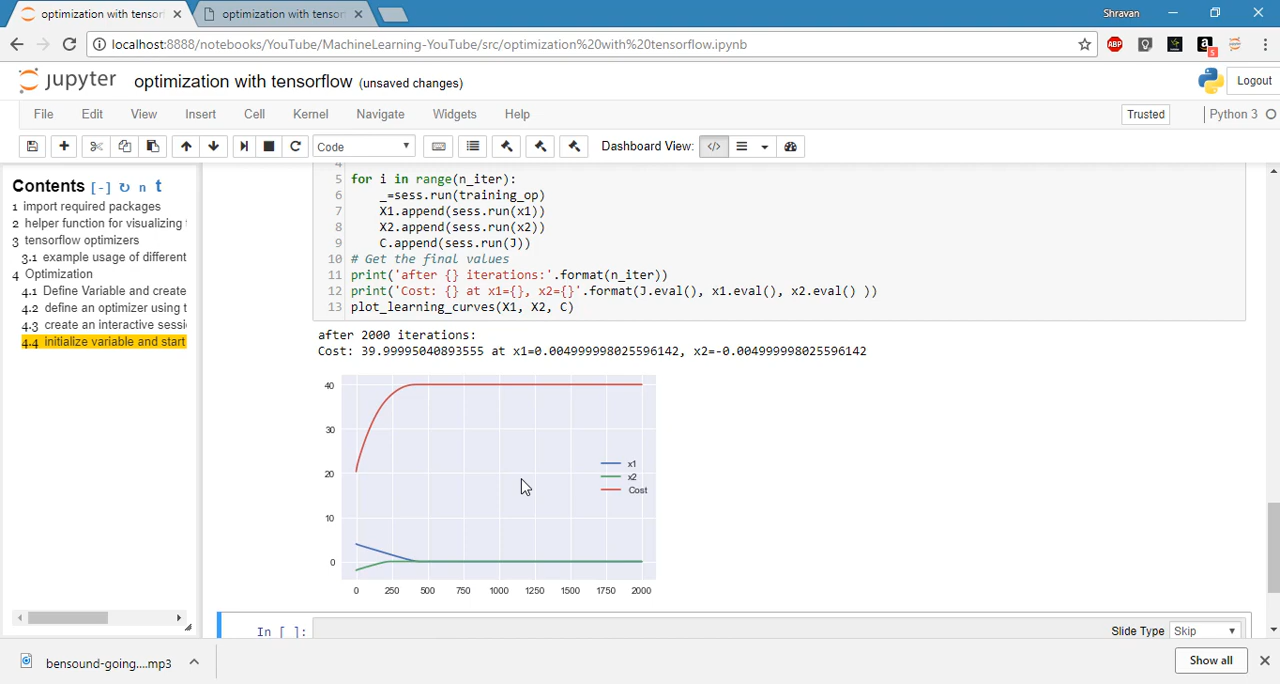 optimization with tensor
optimization with tensor
Shravan
localhost:8888/notebooks/YouTube/MachineLearning-YouTube/src/optimization%20with%20tensorflow.ipynb
ABP
a
5
jupyter
optimization with tensorflow (unsaved changes)
Logout
File Edit View Insert Cell Kernel Navigate Widgets Help
Trusted
Python 3
Code
Dashboard View:
Contents [-] n t
1 import required packages
2 helper function for visualizing
3 tensorflow optimizers
3.1 example usage of different
4 Optimization
4.1 Define Variable and create
4.2 define an optimizer using t
4.3 create an interactive sessi
4.4 initialize variable and start
4
5 for i in range(n_iter):
6 _=sess.run(training_op)
7 X1.append(sess.run(x1))
8 X2.append(sess.run(x2))
9 C.append(sess.run(J))
10 # Get the final values
11 print('after {} iterations:'.format(n_iter))
12 print('Cost: {} at x1={}, x2={}'.format(J.eval(), x1.eval(), x2.eval() ))
13 plot_learning_curves(X1, X2, C)
after 2000 iterations:
Cost: 39.99995040893555 at x1=0.004999998025596142, x2=-0.004999998025596142
40
30
20
10
0
x1
x2
Cost
0 250 500 750 1000 1250 1500 1750 2000
In [ ]:
Slide Type Skip
bensound-going....mp3
Show all